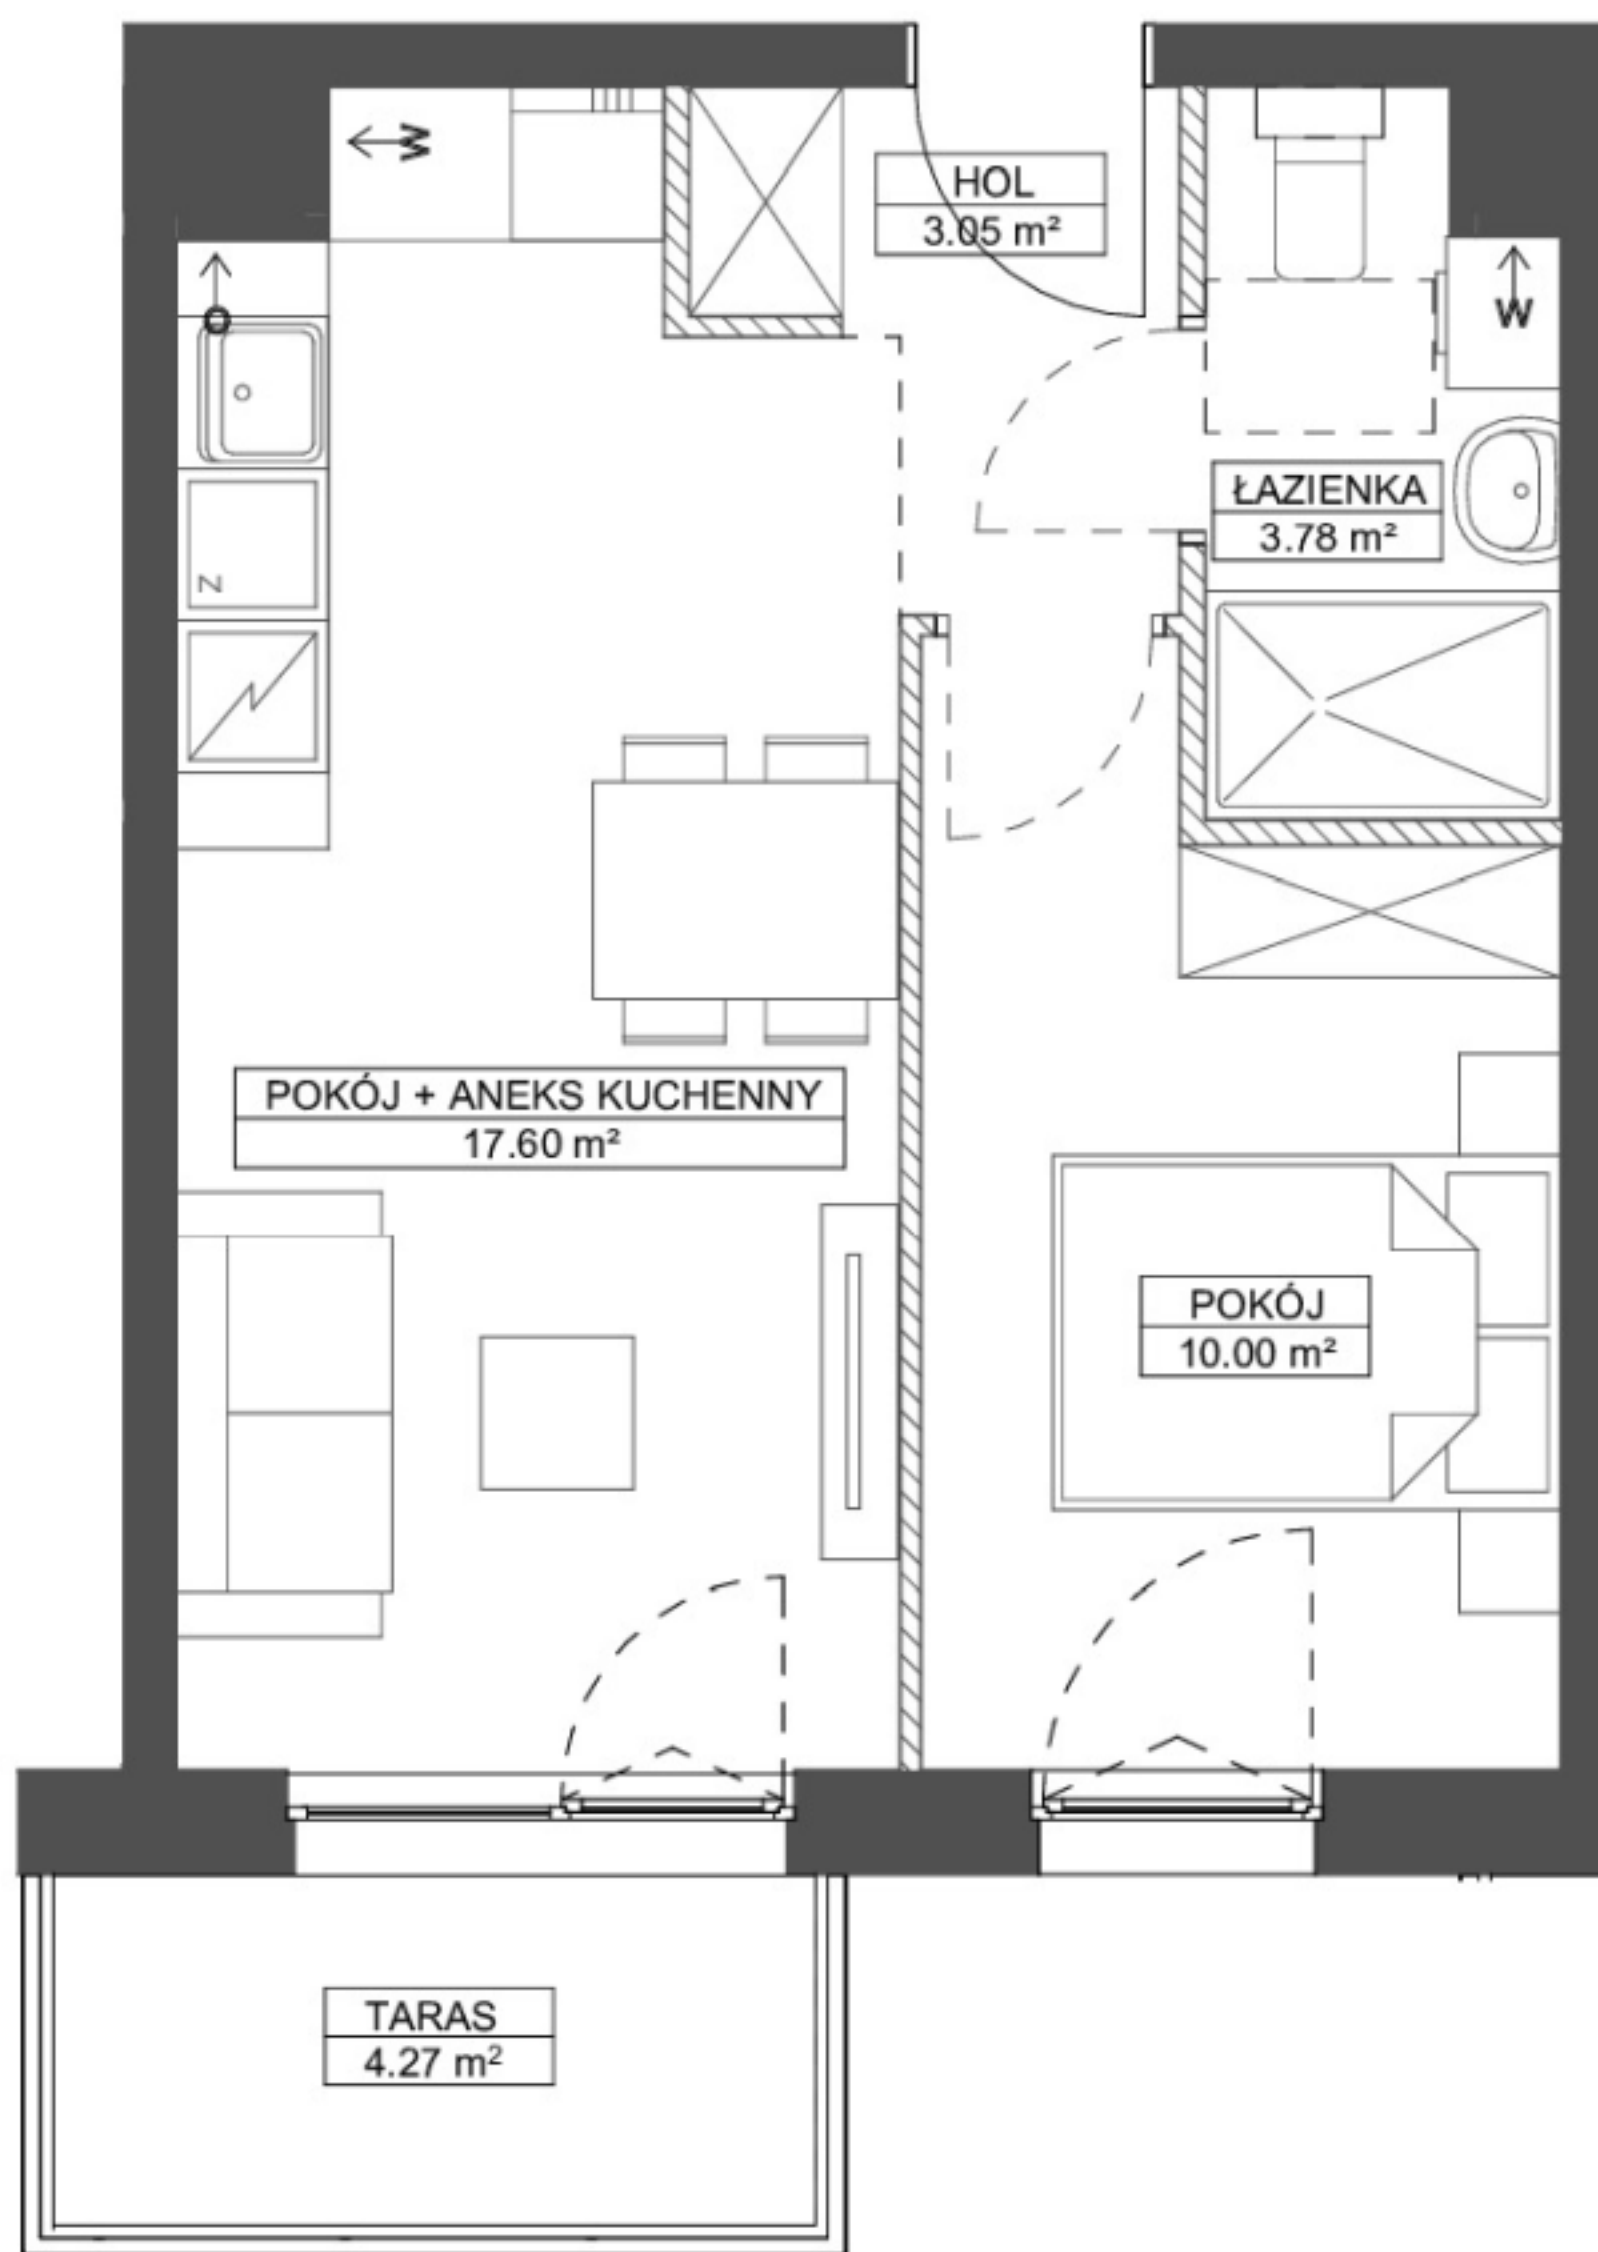 W
HOL
3.05 m²
W
O
ŁAZIENKA
3.78 m²
Z
POKÓJ + ANEKS KUCHENNY
17.60 m²
POKÓJ
10.00 m²
TARAS
4.27 m²